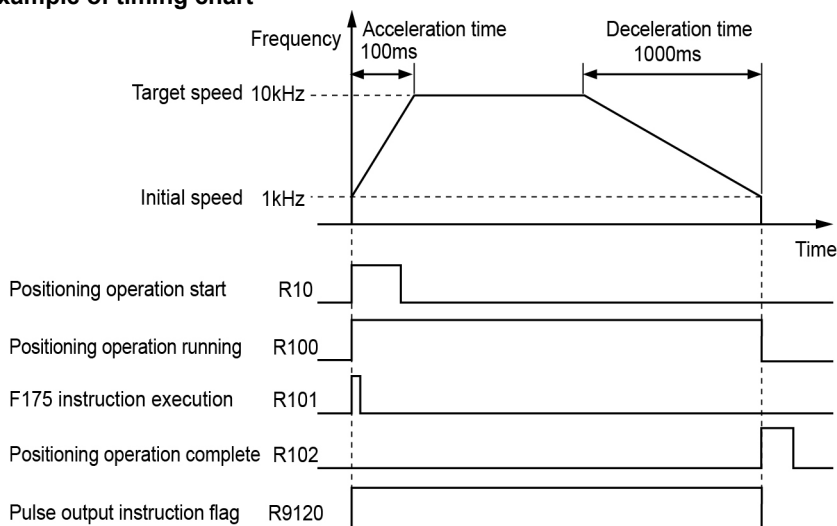 xample of timing chart
Frequency
Acceleration time
100ms
Deceleration time
1000ms
Target speed 10kHz
Initial speed 1kHz
Time
Positioning operation start R10
Positioning operation running R100
F175 instruction execution R101
Positioning operation complete R102
Pulse output instruction flag R9120